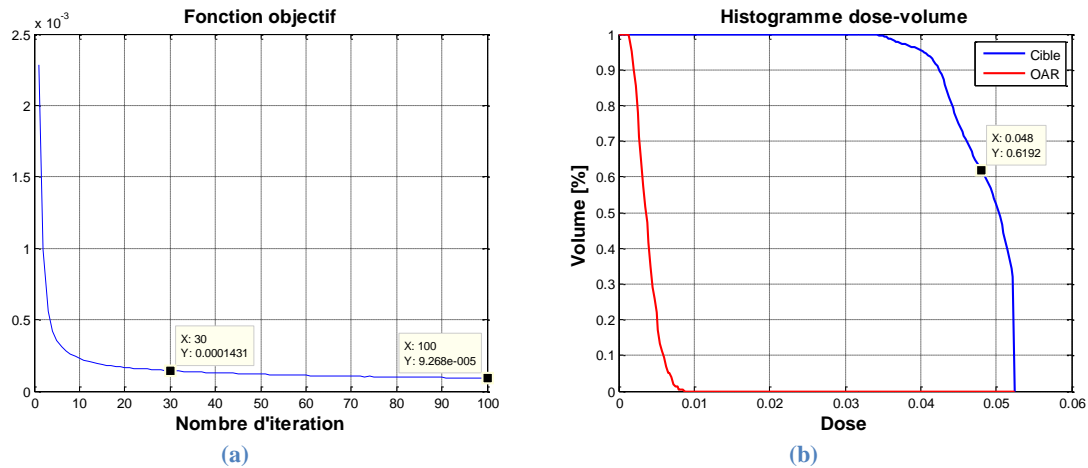 Fonction objectif
x 10⁻³
2.5
2
1.5
1
0.5
0
0 10 20 30 40 50 60 70 80 90 100
X: 30
Y: 0.0001431
X: 100
Y: 9.268e-005
Nombre d'iteration
(a)
Histogramme dose-volume
Cible
OAR
1
0.9
0.8
0.7
0.6
0.5
0.4
0.3
0.2
0.1
0
0 0.01 0.02 0.03 0.04 0.05 0.06
X: 0.048
Y: 0.6192
Volume [%]
Dose
(b)